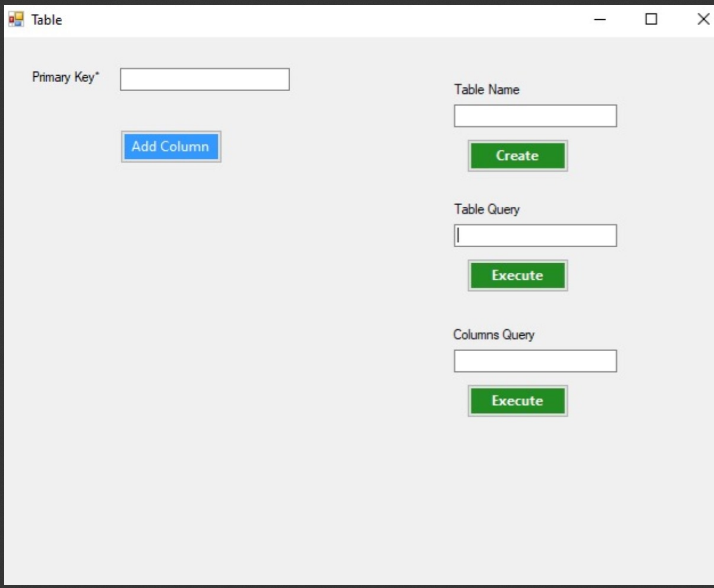 Table
Primary Key*
Add Column
Table Name
Create
Table Query
Execute
Columns Query
Execute